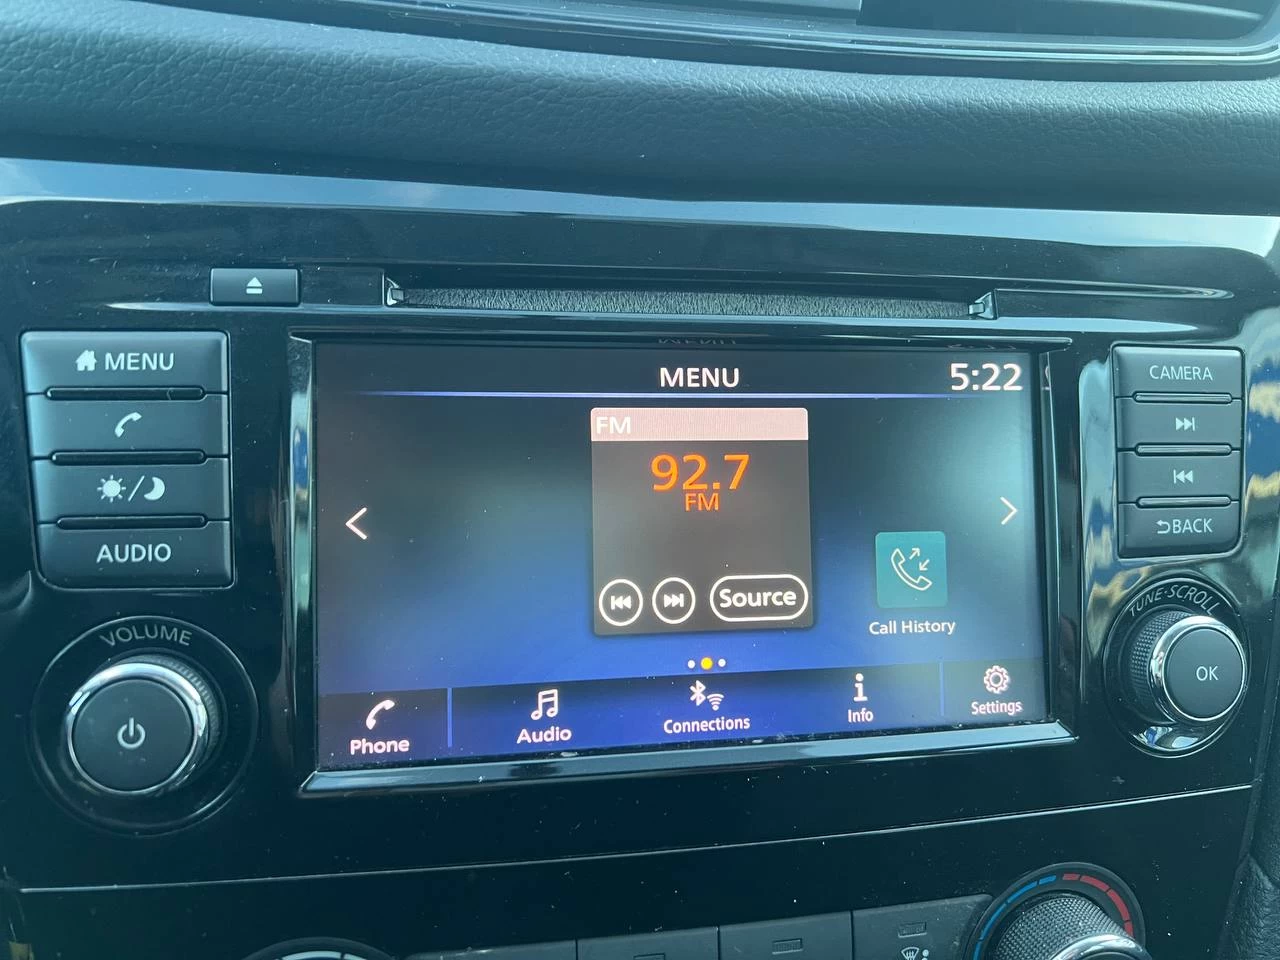 MENU
AUDIO
VOLUME
MENU
5:22
FM
92.7
FM
Source
Call History
Phone
Audio
Connections
Info
Settings
CAMERA
BACK
TUNE·SCROLL
OK